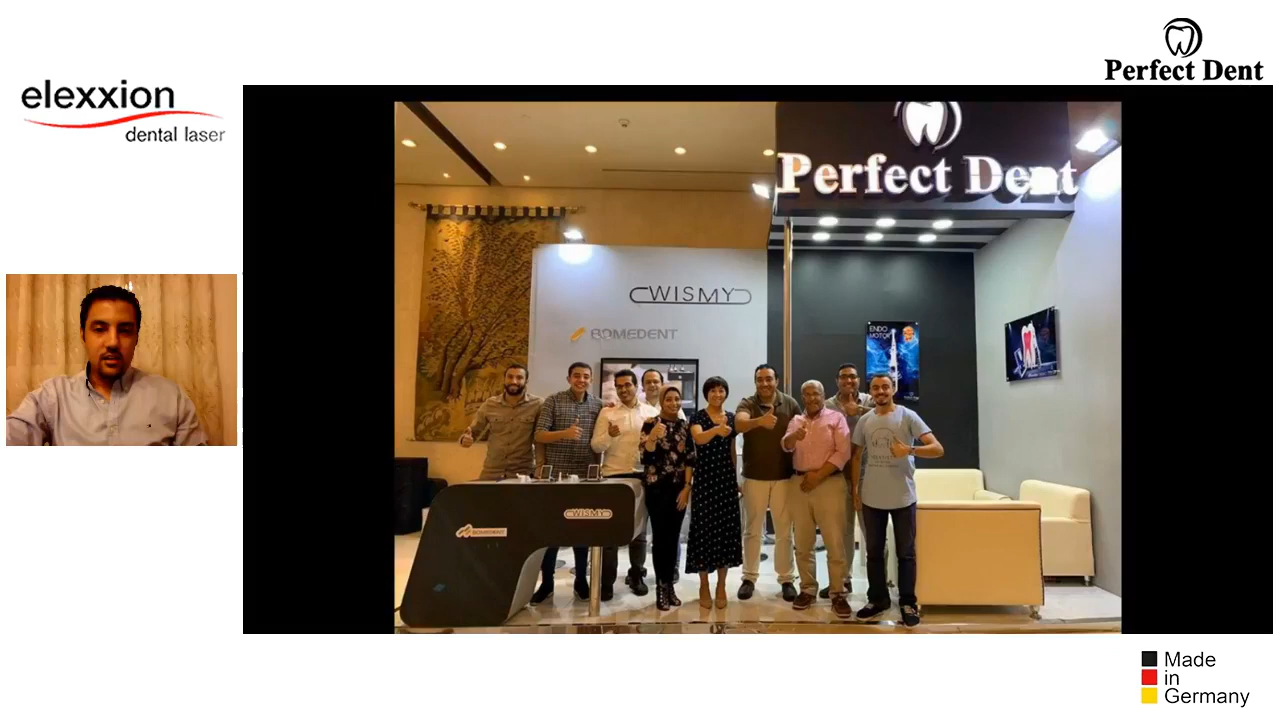 elexxion
dental laser
Perfect Dent
Perfect Dent
WISMY
BOMEDENT
ENDO
MOTOR
BOMEDENT
WISMY
Made
in
Germany